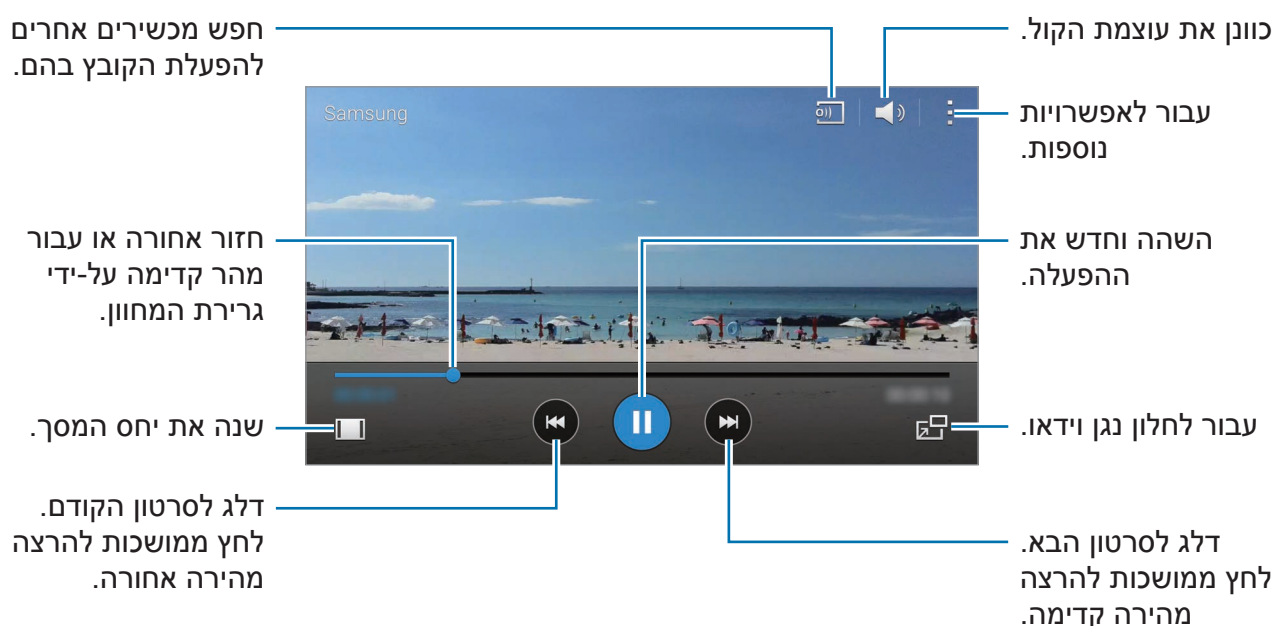 כוונן את עוצמת הקול.
עבור לאפשרויות
נוספות.
השהה וחדש את
ההפעלה.
עבור לחלון נגן וידאו.
דלג לסרטון הבא.
לחץ ממושכות להרצה
מהירה קדימה.
חפש מכשירים אחרים
להפעלת הקובץ בהם.
חזור אחורה או עבור
מהר קדימה על-ידי
גרירת המחוון.
שנה את יחס המסך.
דלג לסרטון הקודם.
לחץ ממושכות להרצה
מהירה אחורה.
Samsung